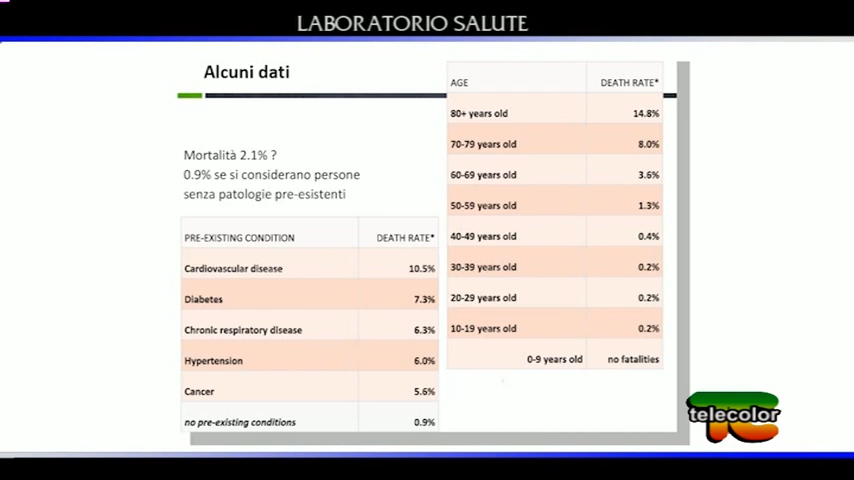 LABORATORIO SALUTE
Alcuni dati
Mortalità 2.1% ?
0.9% se si considerano persone
senza patologie pre-esistenti
PRE-EXISTING CONDITION DEATH RATE*
Cardiovascular disease 10.5%
Diabetes 7.3%
Chronic respiratory disease 6.3%
Hypertension 6.0%
Cancer 5.6%
no pre-existing conditions 0.9%
AGE DEATH RATE*
80+ years old 14.8%
70-79 years old 8.0%
60-69 years old 3.6%
50-59 years old 1.3%
40-49 years old 0.4%
30-39 years old 0.2%
20-29 years old 0.2%
10-19 years old 0.2%
0-9 years old no fatalities
telecolor